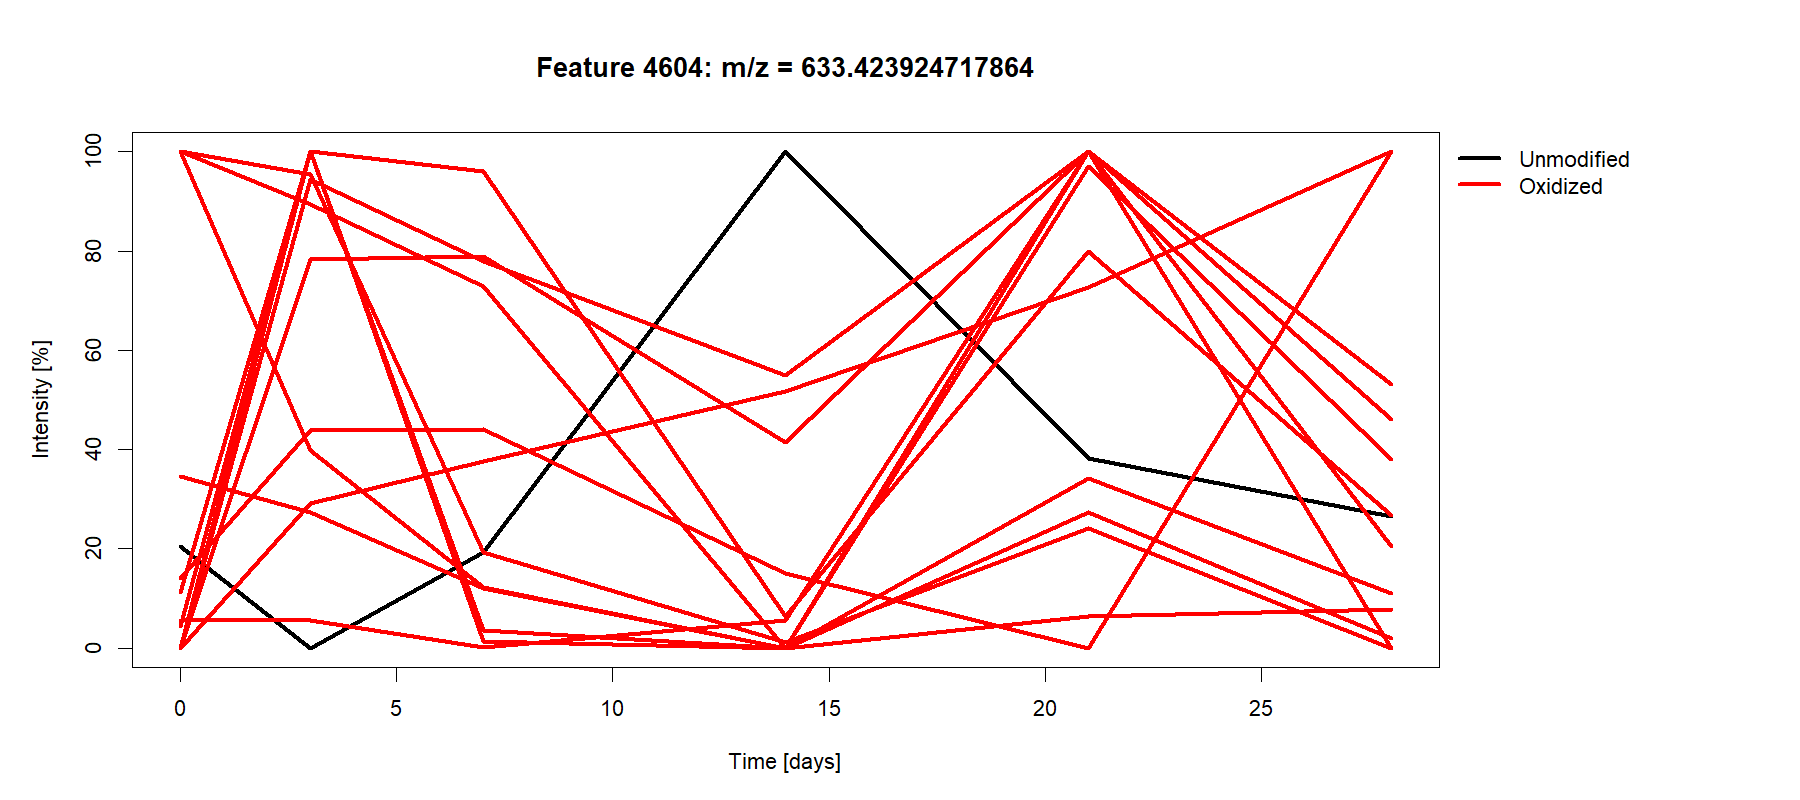 Feature 4604: m/z = 633.423924717864
Unmodified
Oxidized
Intensity [%]
100
80
60
40
20
0
0 5 10 15 20 25
Time [days]